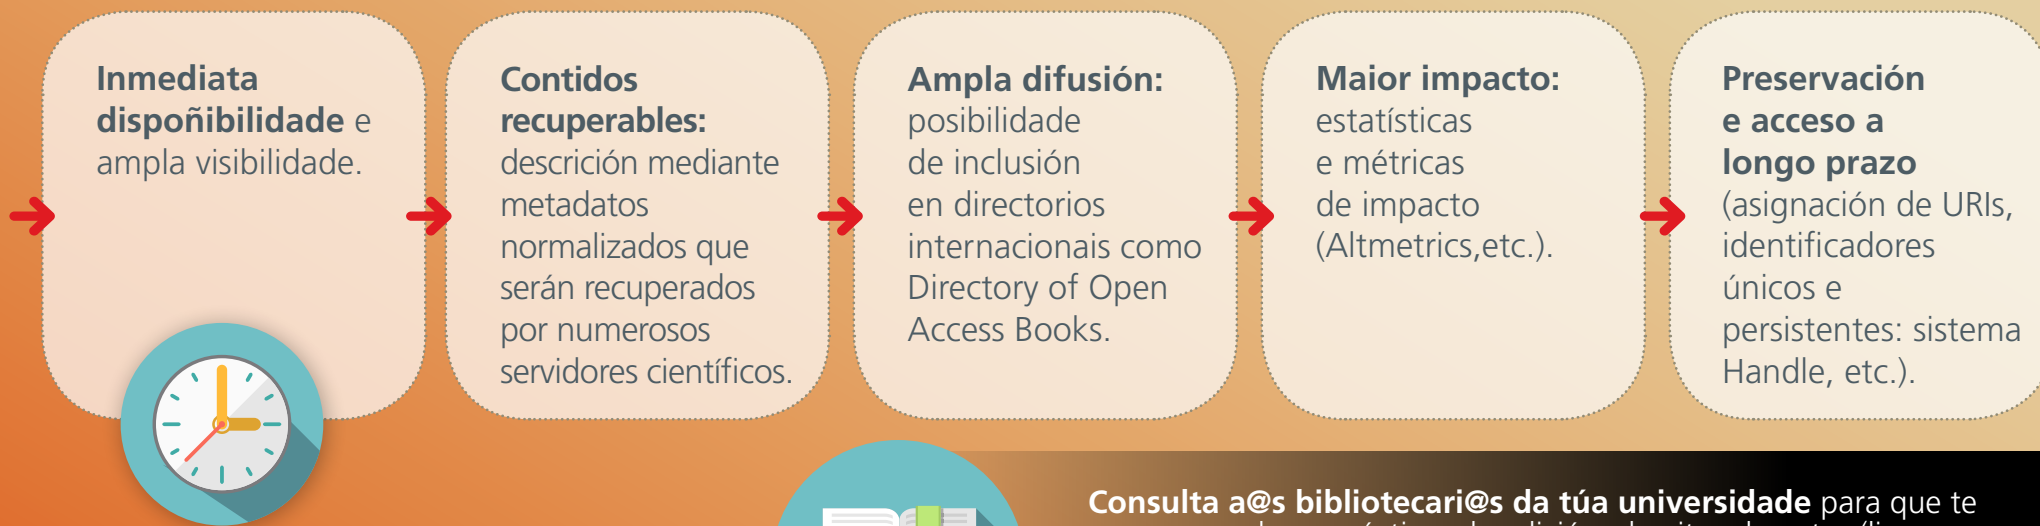 Inmediata
dispoñibilidade e
ampla visibilidade.
Contidos
recuperables:
descrición mediante
metadatos
normalizados que
serán recuperados
por numerosos
servidores científicos.
Ampla difusión:
posibilidade
de inclusión
en directorios
internacionais como
Directory of Open
Access Books.
Maior impacto:
estatísticas
e métricas
de impacto
(Altmetrics,etc.).
Preservación
e acceso a
longo prazo
(asignación de URIs,
identificadores
únicos e
persistentes: sistema
Handle, etc.).
Consulta a@s bibliotecari@s da túa universidade para que te